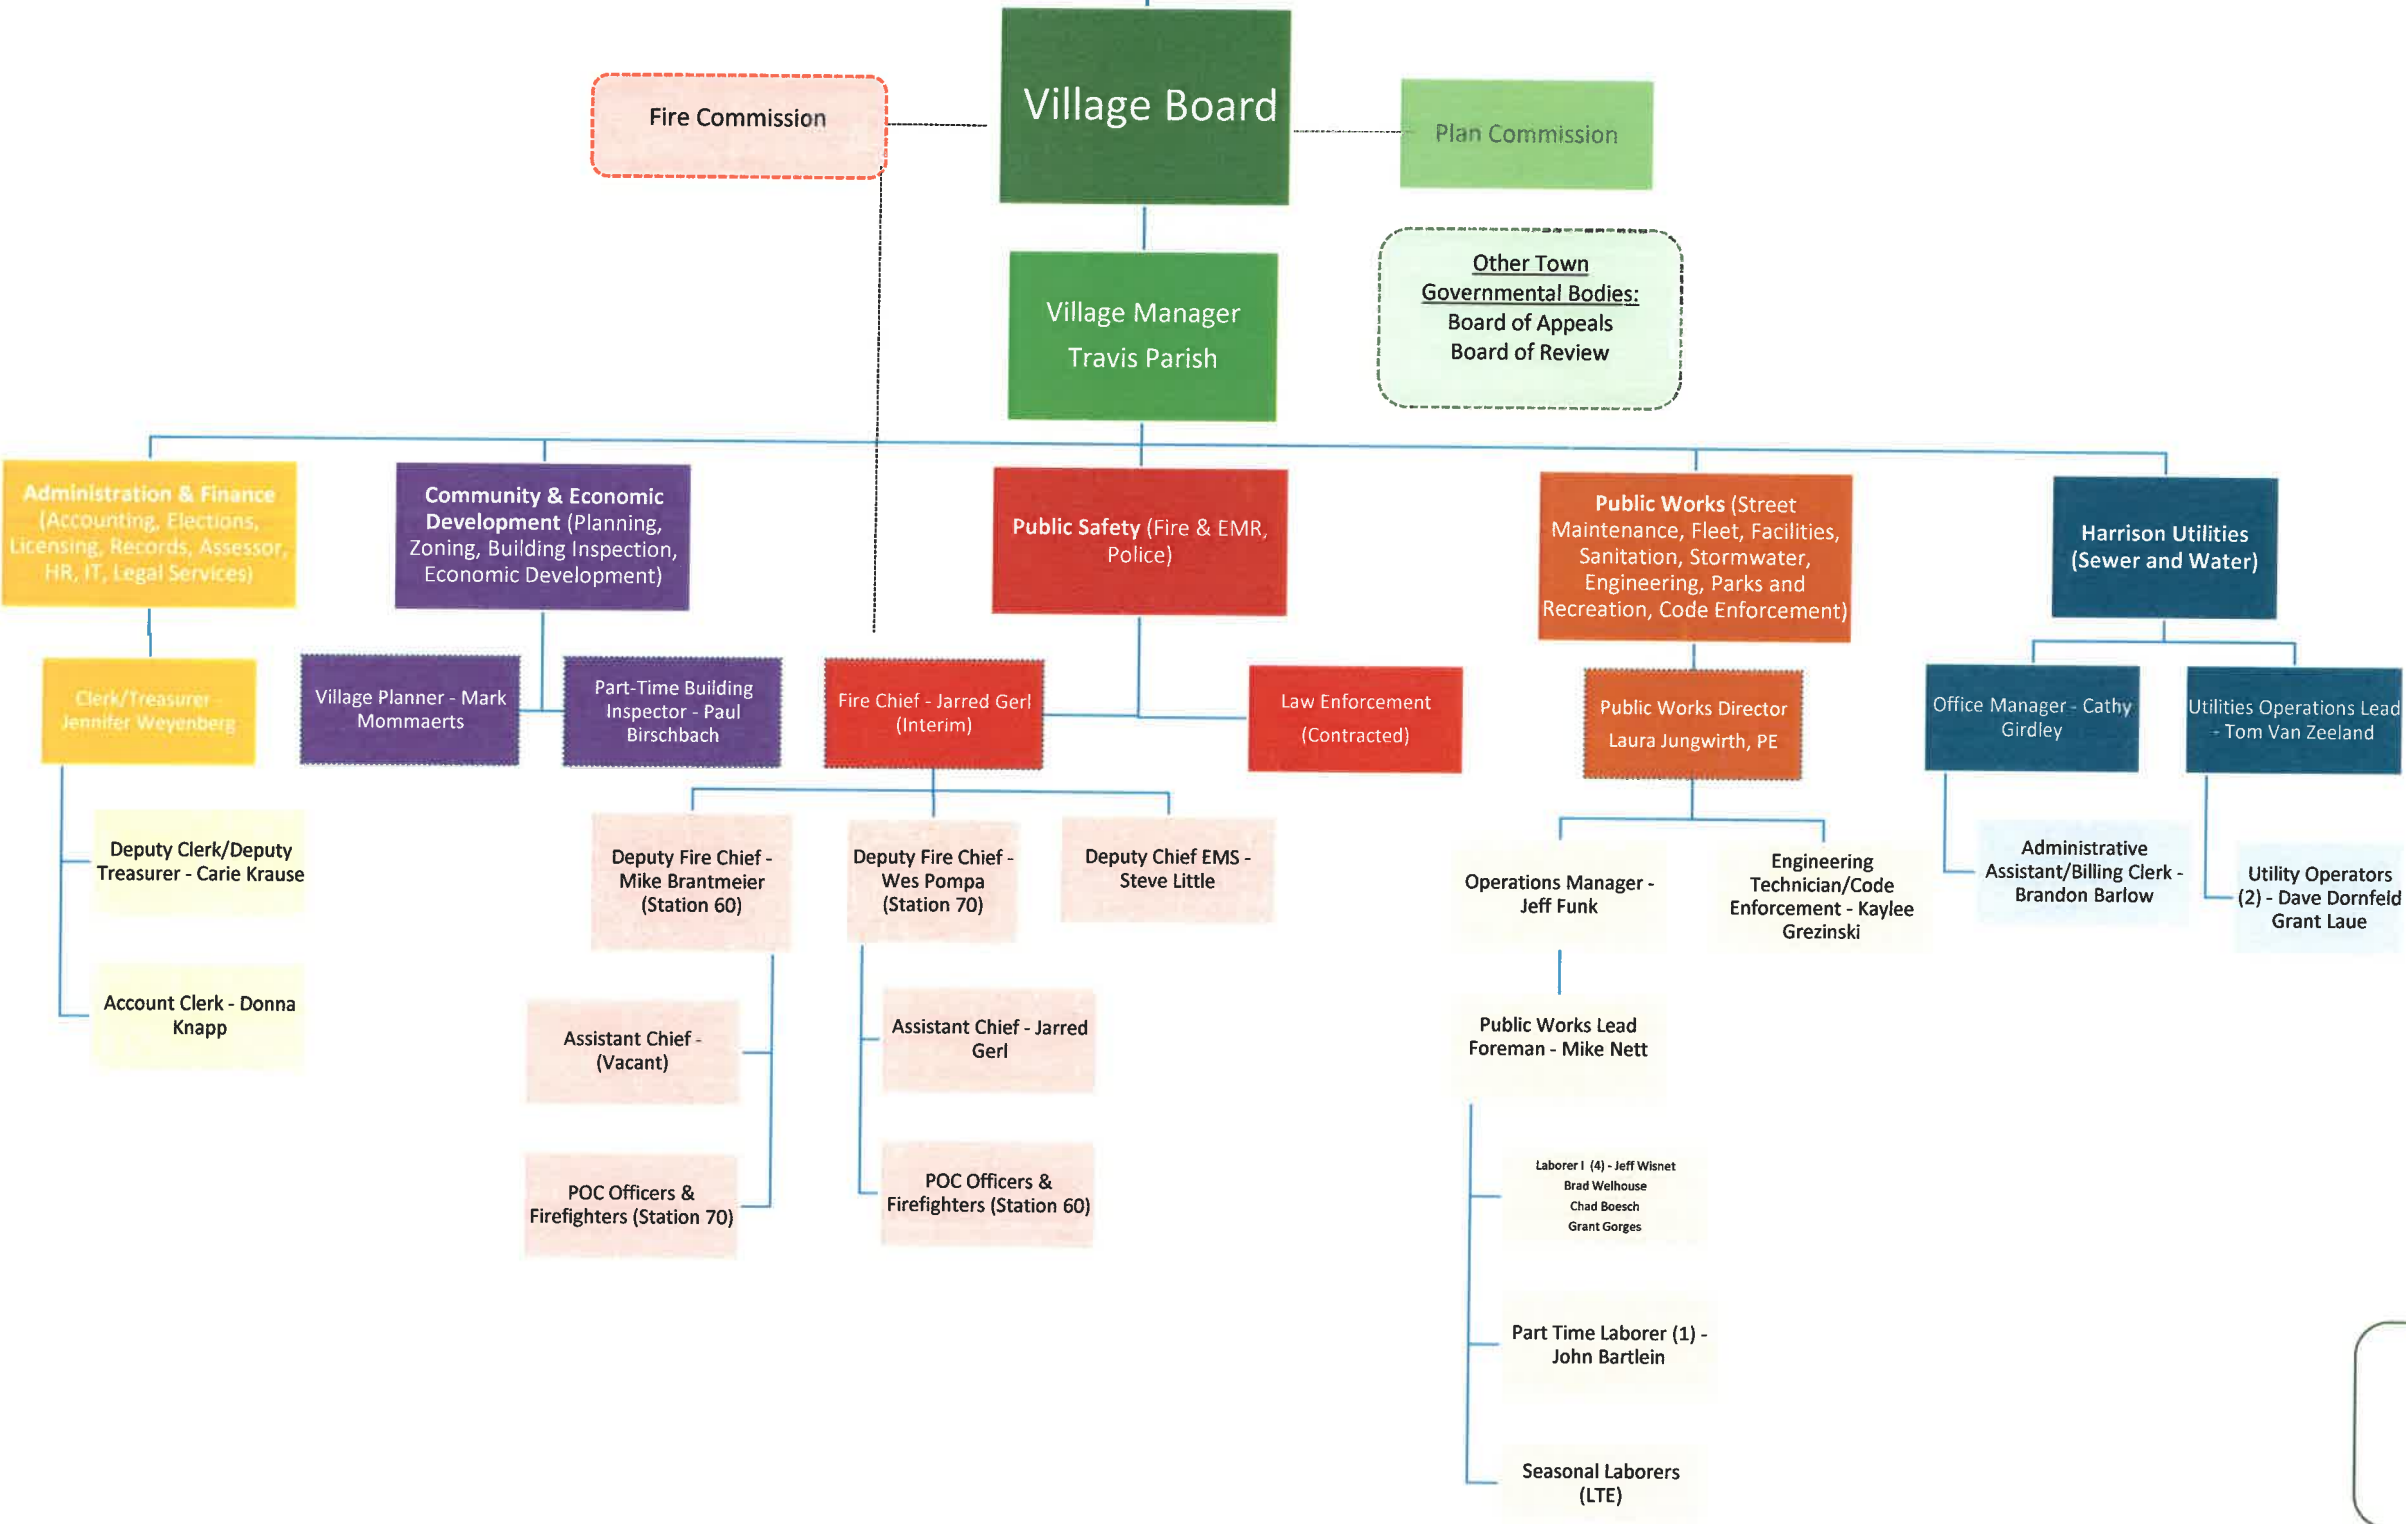 Village Board
Fire Commission
Plan Commission
Other Town
Governmental Bodies:
Board of Appeals
Board of Review
Village Manager
Travis Parish
Administration & Finance
(Accounting, Elections,
Licensing, Records, Assessor,
HR, IT, Legal Services)
Community & Economic
Development (Planning,
Zoning, Building Inspection,
Economic Development)
Public Safety (Fire & EMR,
Police)
Public Works (Street
Maintenance, Fleet, Facilities,
Sanitation, Stormwater,
Engineering, Parks and
Recreation, Code Enforcement)
Harrison Utilities
(Sewer and Water)
Clerk/Treasurer -
Jennifer Weyenberg
Village Planner - Mark
Mommaerts
Part-Time Building
Inspector - Paul
Birschbach
Fire Chief - Jarred Gerl
(Interim)
Law Enforcement
(Contracted)
Public Works Director
Laura Jungwirth, PE
Office Manager - Cathy
Girdley
Utilities Operations Lead
- Tom Van Zeeland
Deputy Clerk/Deputy
Treasurer - Carie Krause
Account Clerk - Donna
Knapp
Deputy Fire Chief -
Mike Brantmeier
(Station 60)
Deputy Fire Chief -
Wes Pompa
(Station 70)
Deputy Chief EMS -
Steve Little
Assistant Chief -
(Vacant)
Assistant Chief - Jarred
Gerl
POC Officers &
Firefighters (Station 70)
POC Officers &
Firefighters (Station 60)
Operations Manager -
Jeff Funk
Engineering
Technician/Code
Enforcement - Kaylee
Grezinski
Administrative
Assistant/Billing Clerk -
Brandon Barlow
Utility Operators
(2) - Dave Dornfeld
Grant Laue
Public Works Lead
Foreman - Mike Nett
Laborer I (4) - Jeff Wisnet
Brad Welhouse
Chad Boesch
Grant Gorges
Part Time Laborer (1) -
John Bartlein
Seasonal Laborers
(LTE)